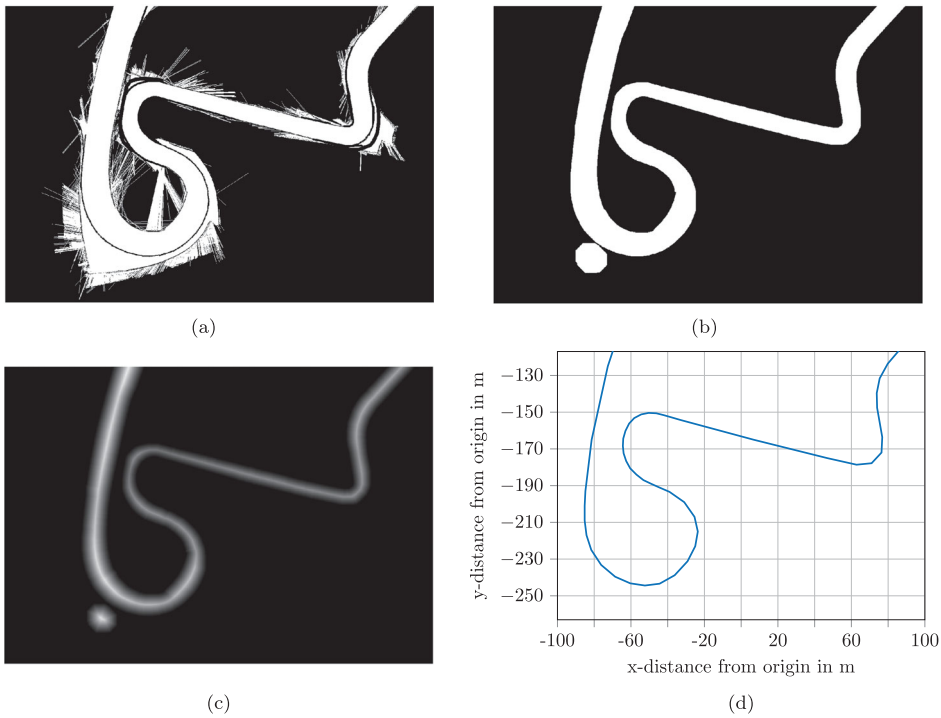 (a)
(b)
(c)
y-distance from origin in m
−130
−150
−170
−190
−210
−230
−250
-100
-60
-20
20
60
100
x-distance from origin in m
(d)